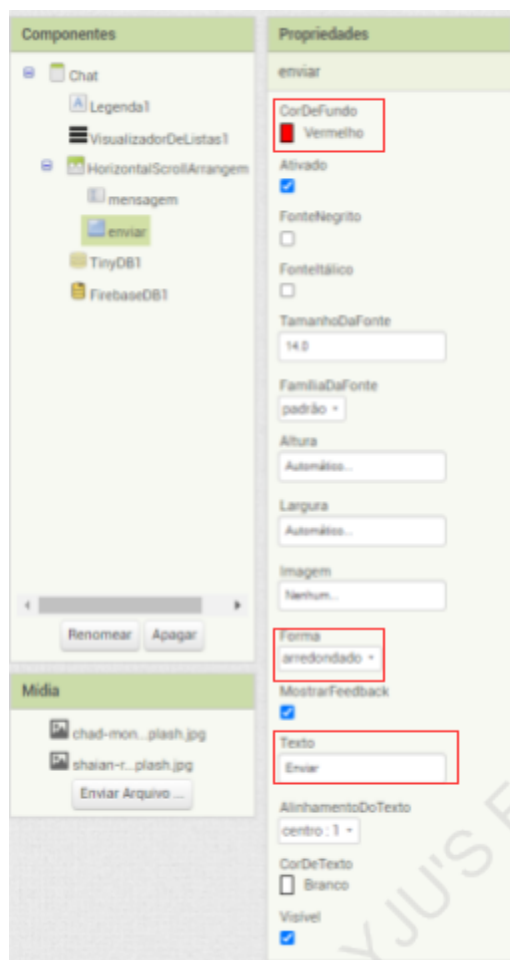 Componentes
Chat
Legenda1
VisualizadorDeListas1
HorizontalScrollArrangem
mensagem
enviar
TinyDB1
FirebaseDB1
Renomear Apagar
Mídia
chad-mon...plash.jpg
shaian-r...plash.jpg
Enviar Arquivo ...
Propriedades
enviar
CorDeFundo
Vermelho
Ativado
FonteNegrito
FonteItálico
TamanhoDaFonte
14.0
FamíliaDaFonte
padrão
Altura
Automático...
Largura
Automático...
Imagem
Nenhum...
Forma
arredondado
MostrarFeedback
Texto
Enviar
AlinhamentoDoTexto
centro : 1
CorDeTexto
Branco
Visível
YJU'S F